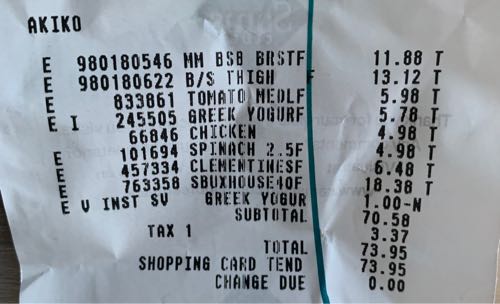 AKIKO
E 980180546 MM BSB BRSTF 11.88 T
E 980180622 B/S THIGH F 13.12 T
E 833861 TOMATO MEDLF 5.98 T
E I 245505 GREEK YOGURF 5.78 T
66846 CHICKEN 4.98 T
E 101694 SPINACH 2.5F 4.98 T
E 457334 CLEMENTINESF 6.48 T
E 763358 SBUXHOUSE40F 18.38 T
E V INST SV GREEK YOGUR 1.00-N
SUBTOTAL 70.58
TAX 1 3.37
TOTAL 73.95
SHOPPING CARD TEND 73.95
CHANGE DUE 0.00